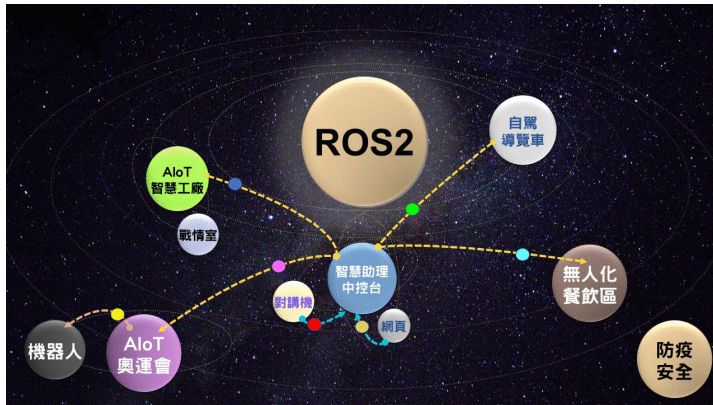 ROS2
自駕
導覽車
AIoT
智慧工廠
戰情室
智慧助理
中控台
對講機
網頁
無人化
餐飲區
機器人
AIoT
奧運會
防疫
安全